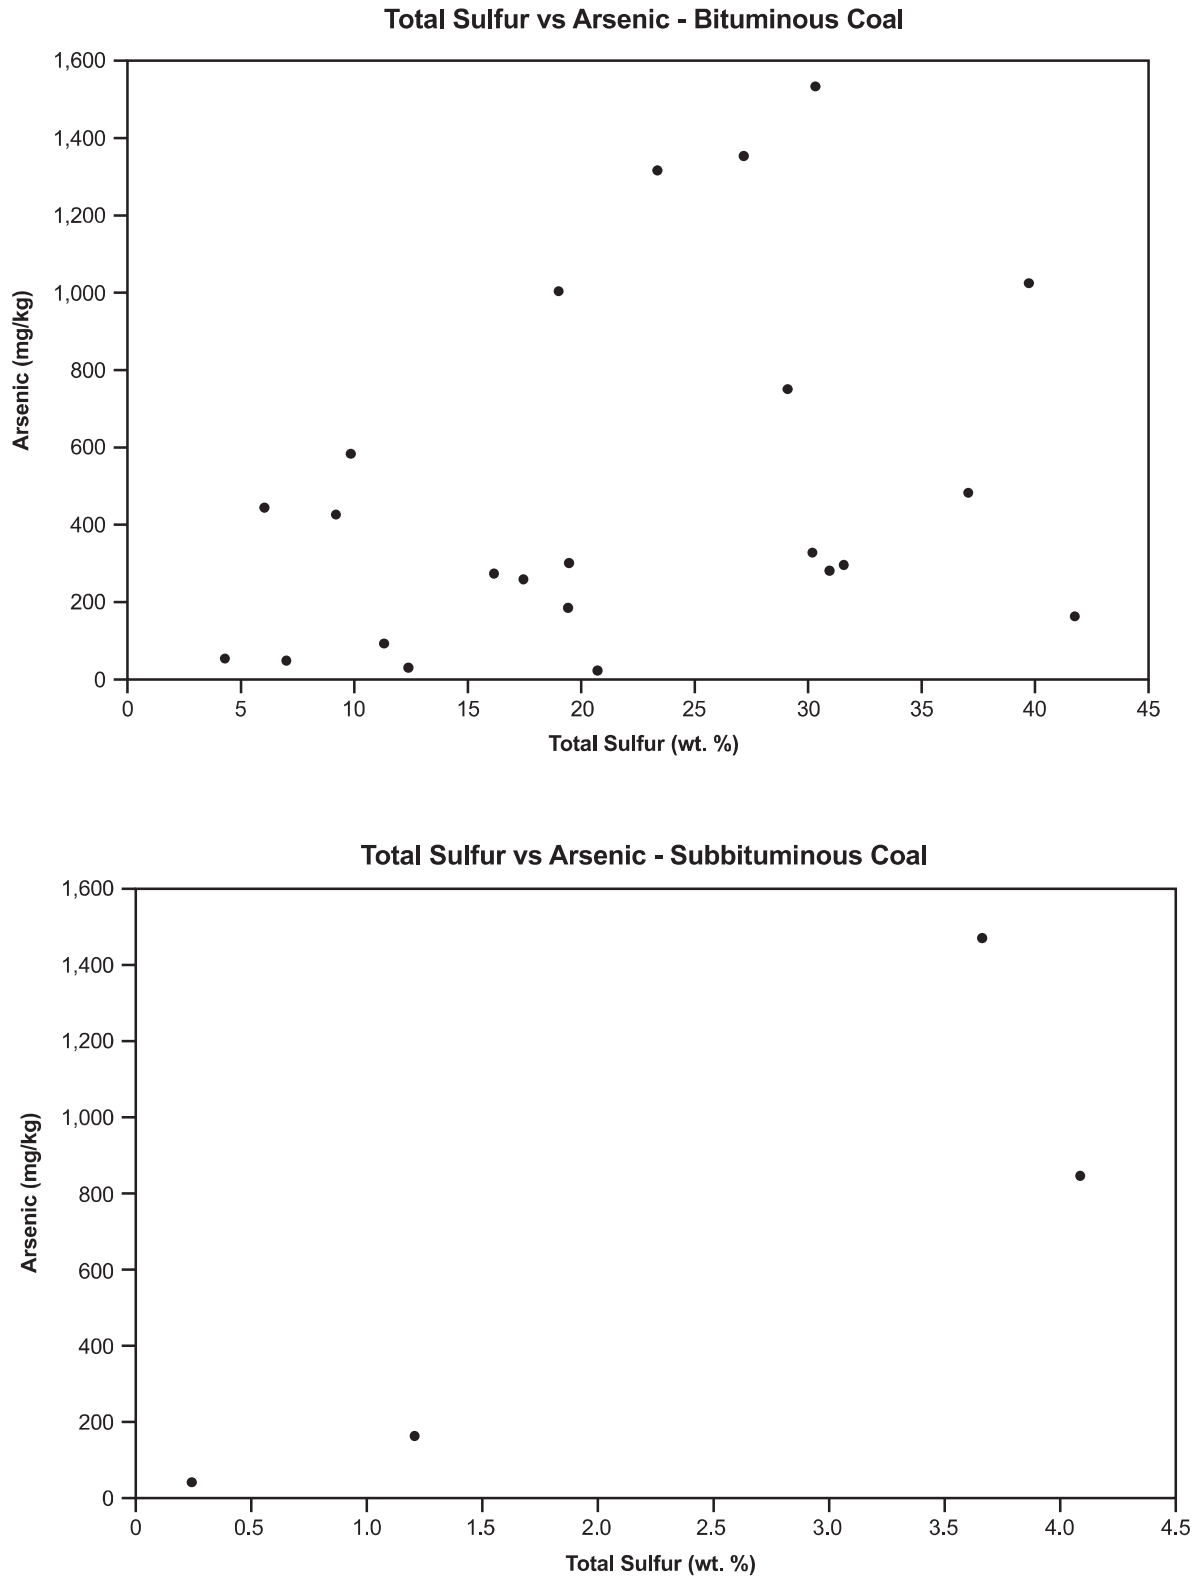 Total Sulfur vs Arsenic - Bituminous Coal
1,600
1,400
1,200
1,000
800
600
400
200
0
Arsenic (mg/kg)
0 5 10 15 20 25 30 35 40 45
Total Sulfur (wt. %)
Total Sulfur vs Arsenic - Subbituminous Coal
1,600
1,400
1,200
1,000
800
600
400
200
0
Arsenic (mg/kg)
0 0.5 1.0 1.5 2.0 2.5 3.0 3.5 4.0 4.5
Total Sulfur (wt. %)